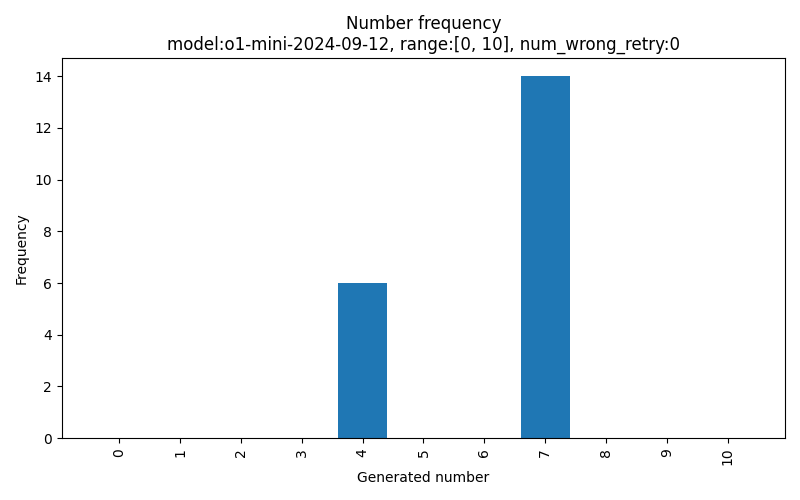 Number frequency
model:o1-mini-2024-09-12, range:[0, 10], num_wrong_retry:0
14
12
10
8
6
4
2
0
Frequency
0 1 2 3 4 5 6 7 8 9 10
Generated number